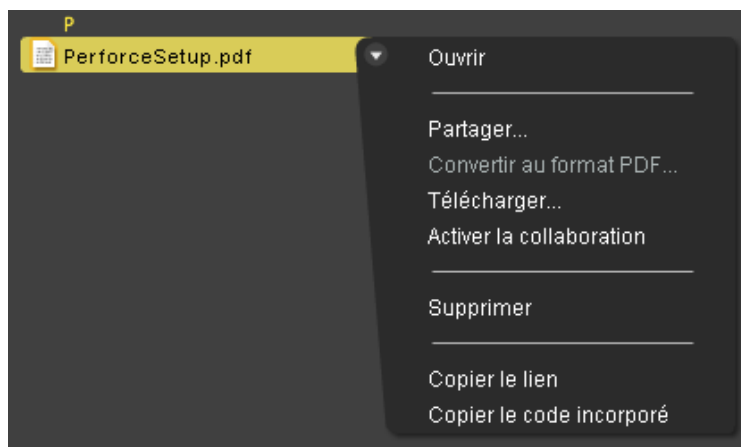 P
PerforceSetup.pdf
Ouvrir
Partager...
Convertir au format PDF...
Télécharger...
Activer la collaboration
Supprimer
Copier le lien
Copier le code incorporé